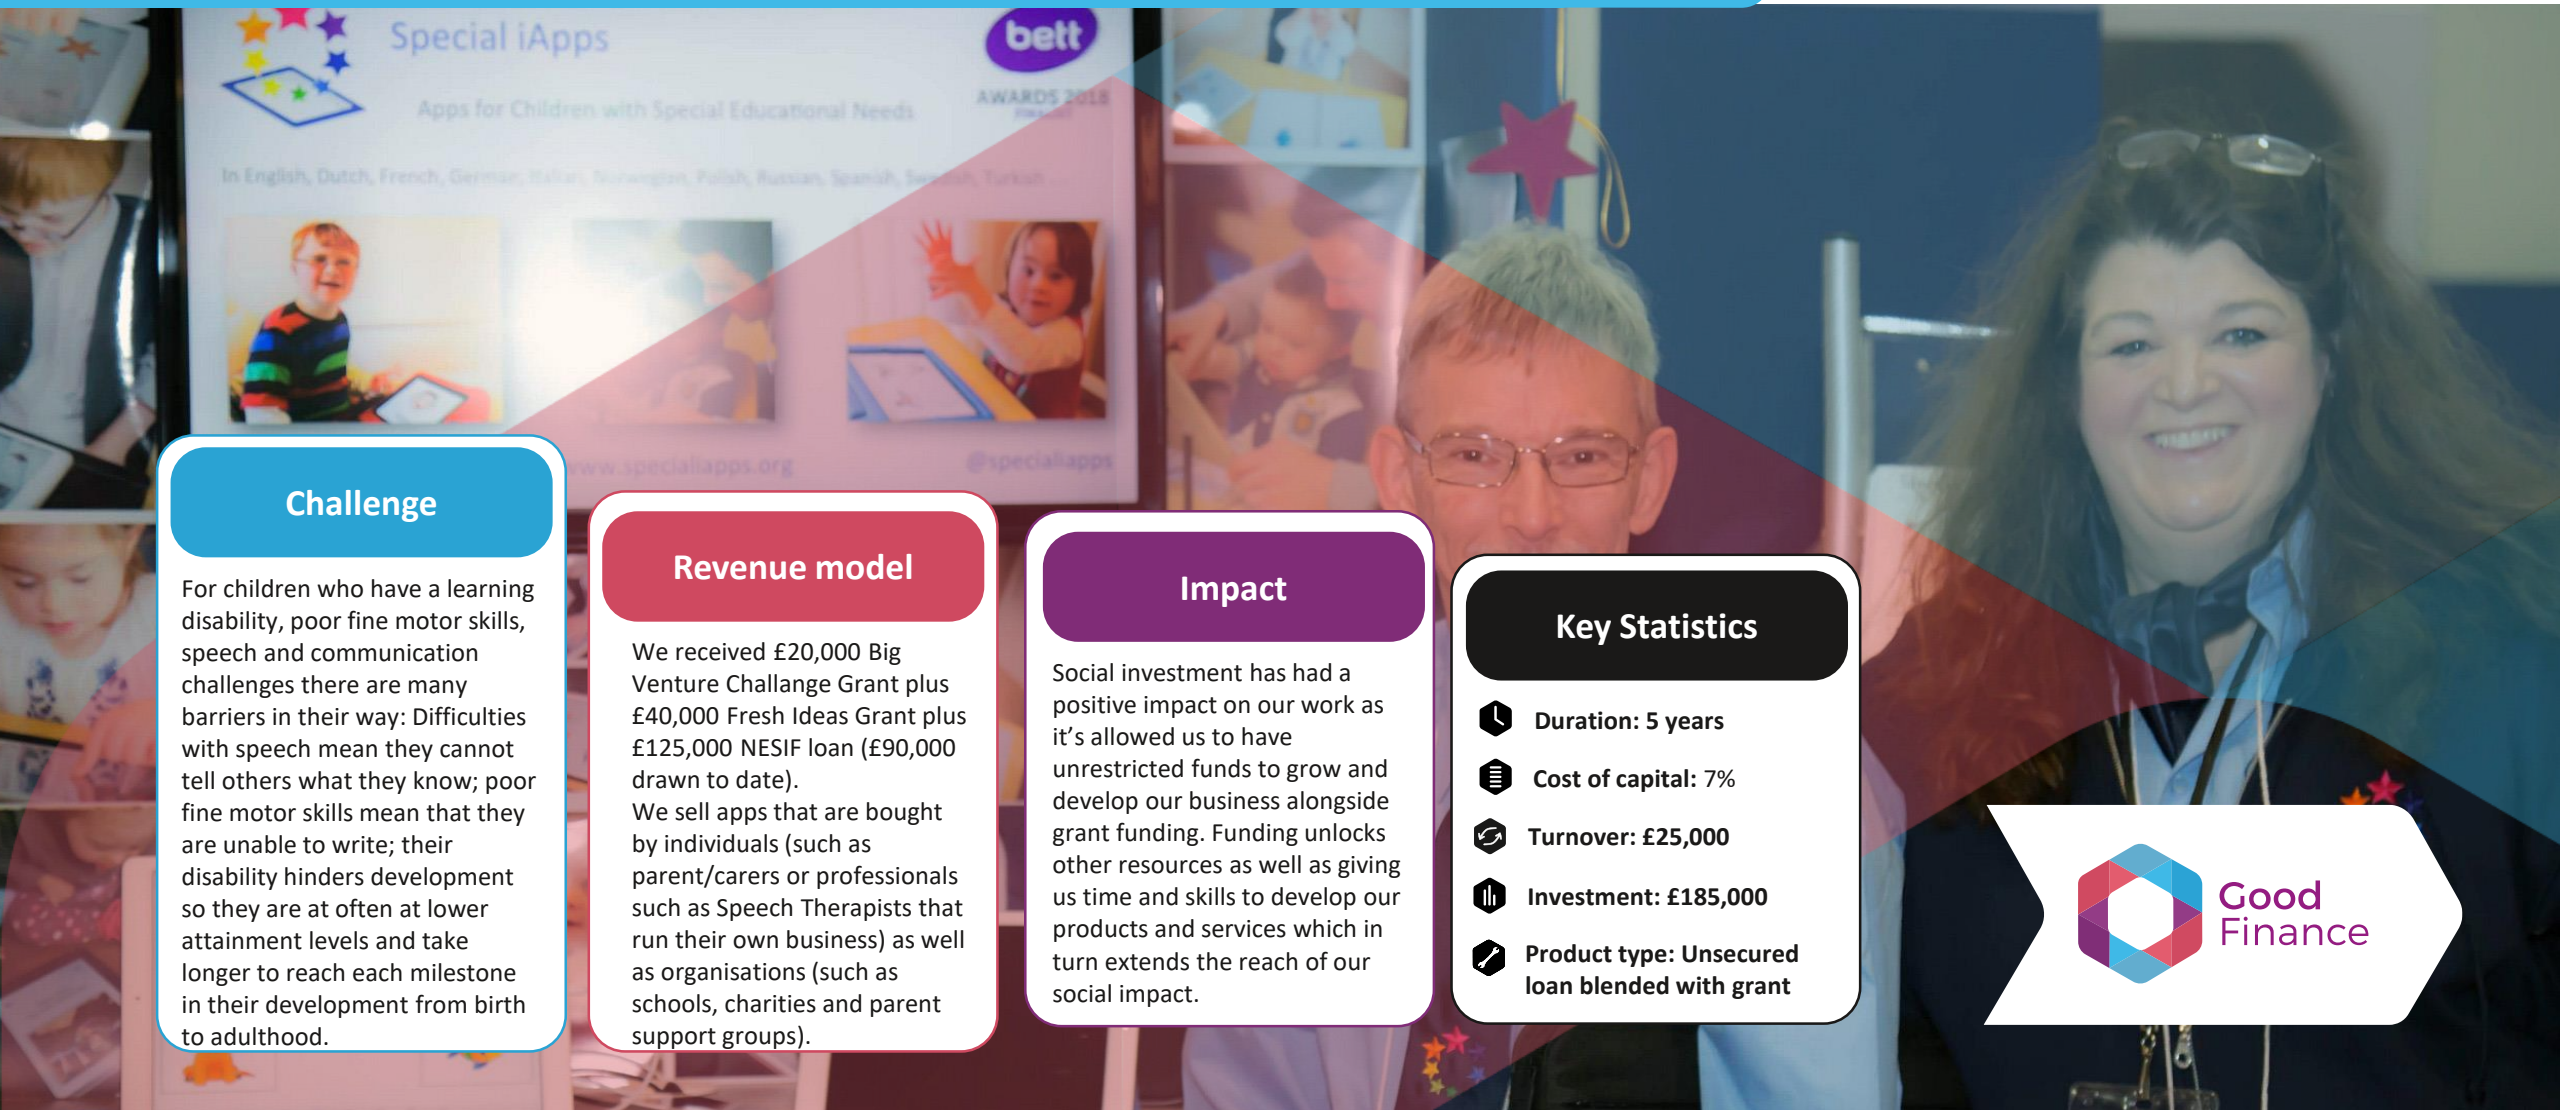 Special iApps
bett
AWARDS 2018
Apps for Children with Special Educational Needs
In English, Dutch, French, German, Italian, Norwegian, Polish, Russian, Spanish, Swedish, Turkish ...
www.specialiapps.org
@specialiapps
Challenge
For children who have a learning
disability, poor fine motor skills,
speech and communication
challenges there are many
barriers in their way: Difficulties
with speech mean they cannot
tell others what they know; poor
fine motor skills mean that they
are unable to write; their
disability hinders development
so they are at often at lower
attainment levels and take
longer to reach each milestone
in their development from birth
to adulthood.
Revenue model
We received £20,000 Big
Venture Challange Grant plus
£40,000 Fresh Ideas Grant plus
£125,000 NESIF loan (£90,000
drawn to date).
We sell apps that are bought
by individuals (such as
parent/carers or professionals
such as Speech Therapists that
run their own business) as well
as organisations (such as
schools, charities and parent
support groups).
Impact
Social investment has had a
positive impact on our work as
it’s allowed us to have
unrestricted funds to grow and
develop our business alongside
grant funding. Funding unlocks
other resources as well as giving
us time and skills to develop our
products and services which in
turn extends the reach of our
social impact.
Key Statistics
Duration: 5 years
Cost of capital: 7%
Turnover: £25,000
Investment: £185,000
Product type: Unsecured
loan blended with grant
Good
Finance